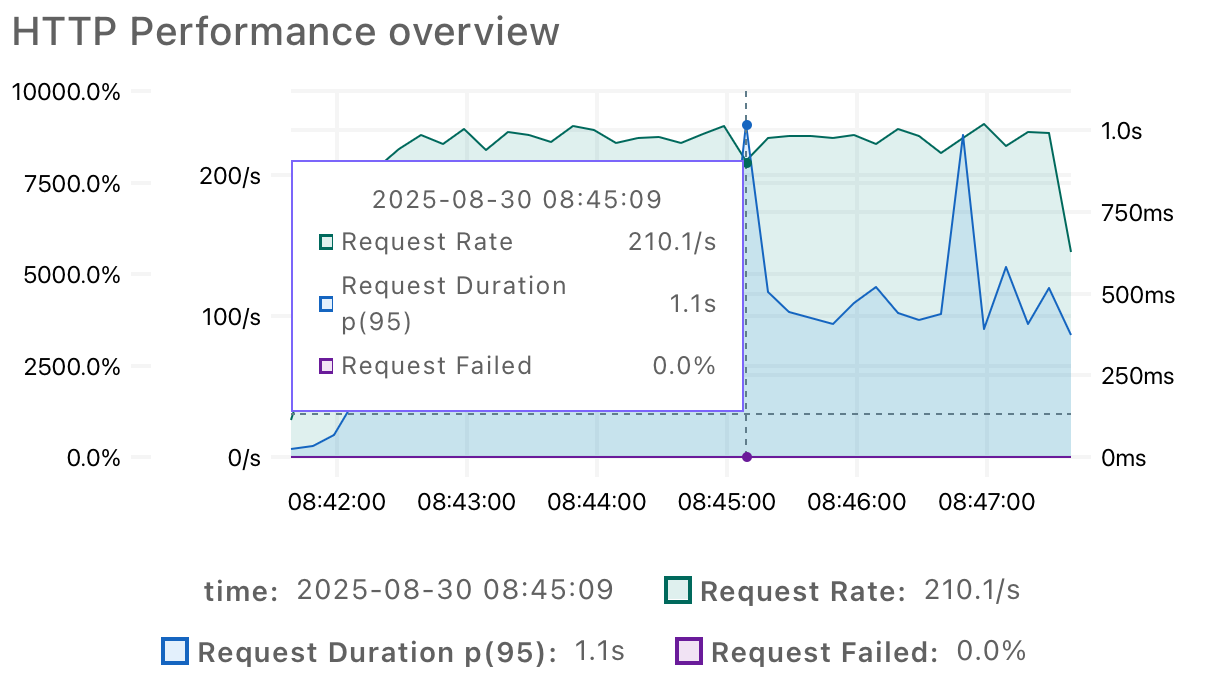 HTTP Performance overview
10000.0%
7500.0%
5000.0%
2500.0%
0.0%
200/s
100/s
0/s
2025-08-30 08:45:09
Request Rate 210.1/s
Request Duration
p(95) 1.1s
Request Failed 0.0%
1.0s
750ms
500ms
250ms
0ms
08:42:00 08:43:00 08:44:00 08:45:00 08:46:00 08:47:00
time: 2025-08-30 08:45:09 Request Rate: 210.1/s
Request Duration p(95): 1.1s Request Failed: 0.0%